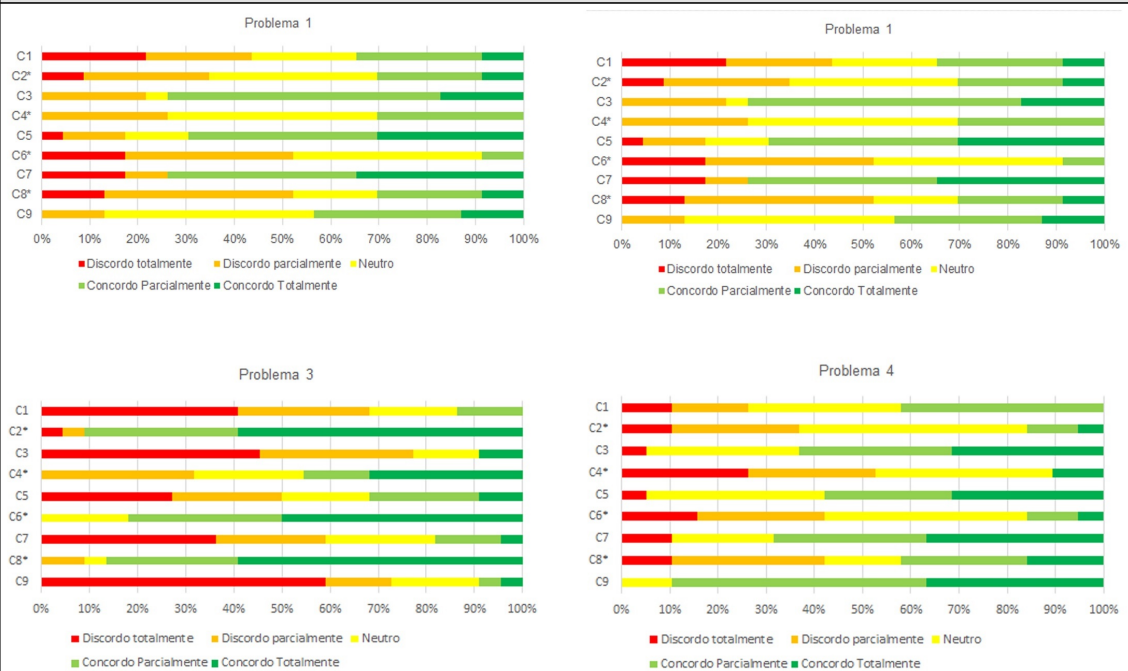 Problema 1
C1
C2*
C3
C4*
C5
C6*
C7
C8*
C9
0% 10% 20% 30% 40% 50% 60% 70% 80% 90% 100%
Discordo totalmente Discordo parcialmente Neutro
Concordo Parcialmente Concordo Totalmente
Problema 1
C1
C2*
C3
C4*
C5
C6*
C7
C8*
C9
0% 10% 20% 30% 40% 50% 60% 70% 80% 90% 100%
Discordo totalmente Discordo parcialmente Neutro
Concordo Parcialmente Concordo Totalmente
Problema 3
C1
C2*
C3
C4*
C5
C6*
C7
C8*
C9
0% 10% 20% 30% 40% 50% 60% 70% 80% 90% 100%
Discordo totalmente Discordo parcialmente Neutro
Concordo Parcialmente Concordo Totalmente
Problema 4
C1
C2*
C3
C4*
C5
C6*
C7
C8*
C9
0% 10% 20% 30% 40% 50% 60% 70% 80% 90% 100%
Discordo totalmente Discordo parcialmente Neutro
Concordo Parcialmente Concordo Totalmente